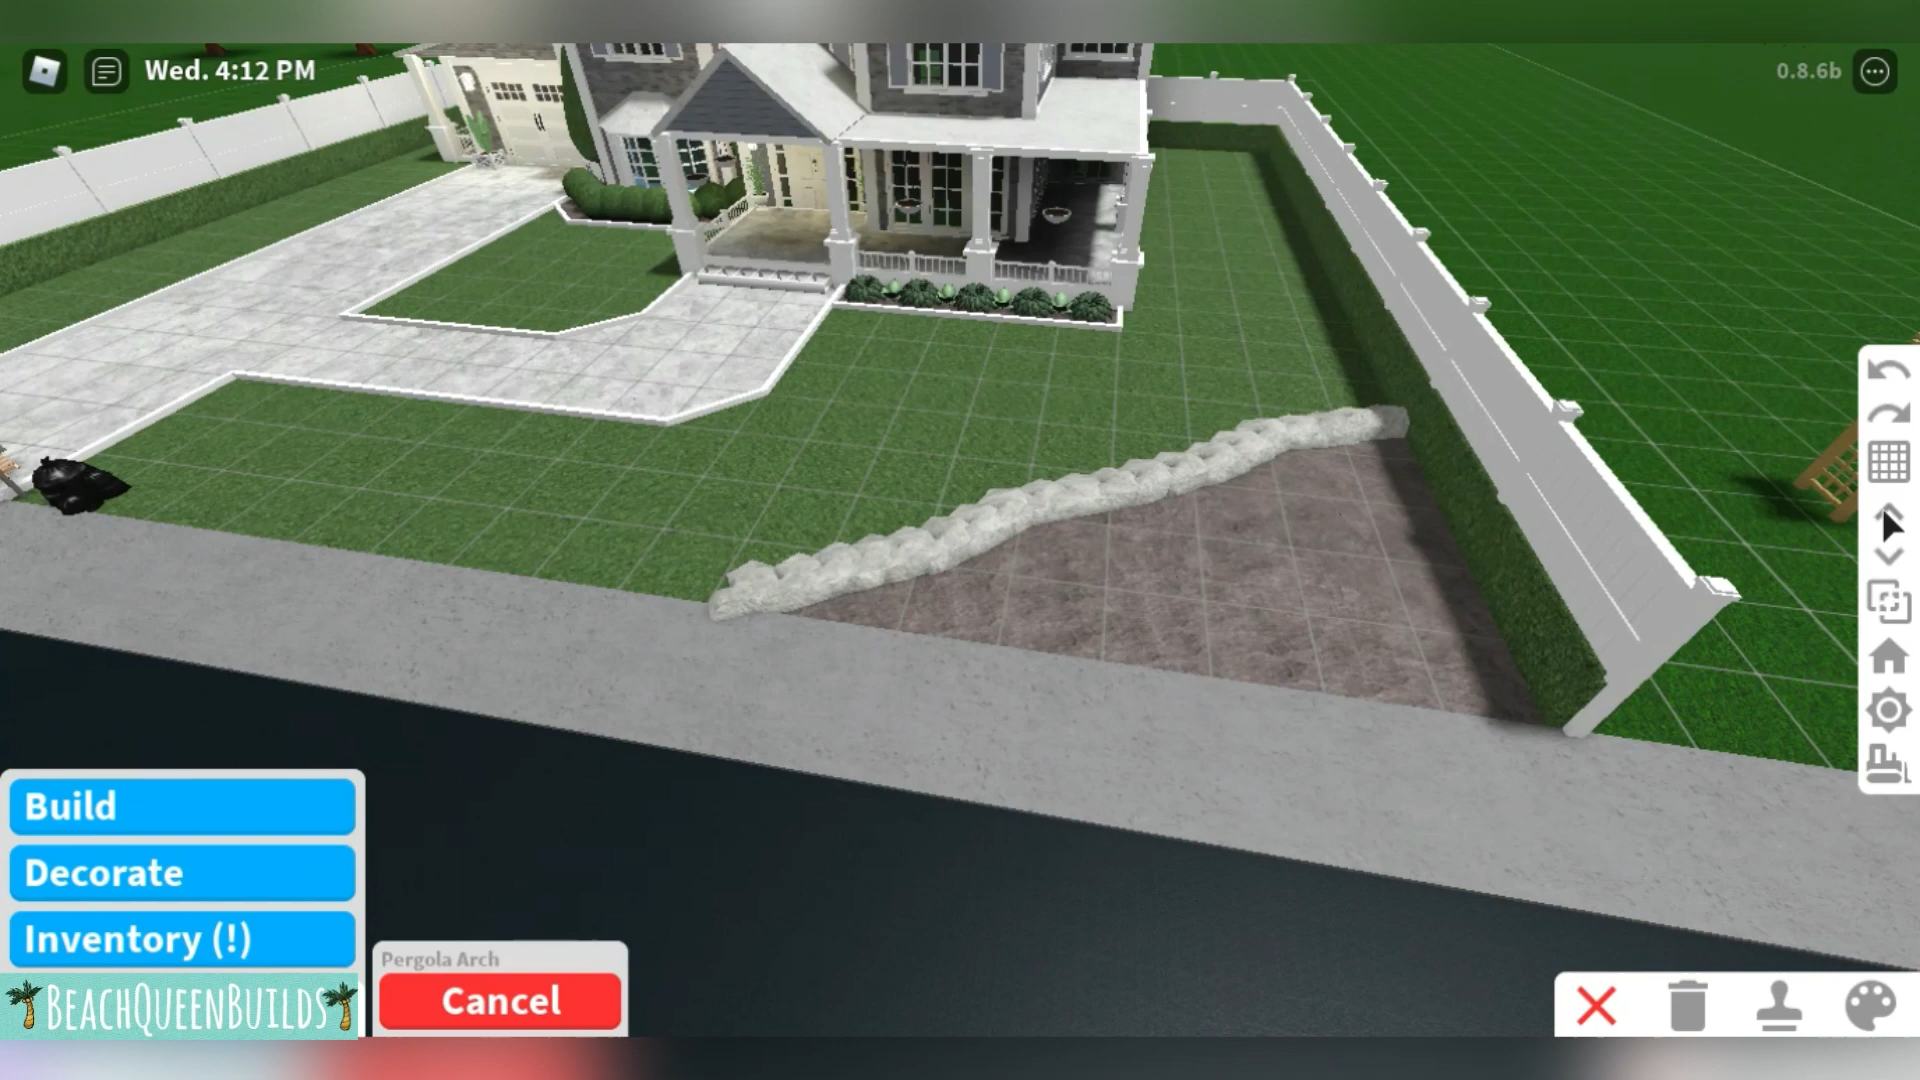 Wed. 4:12 PM
0.8.6b
Build
Decorate
Inventory (!)
BEACHQUEENBUILDS
Pergola Arch
Cancel